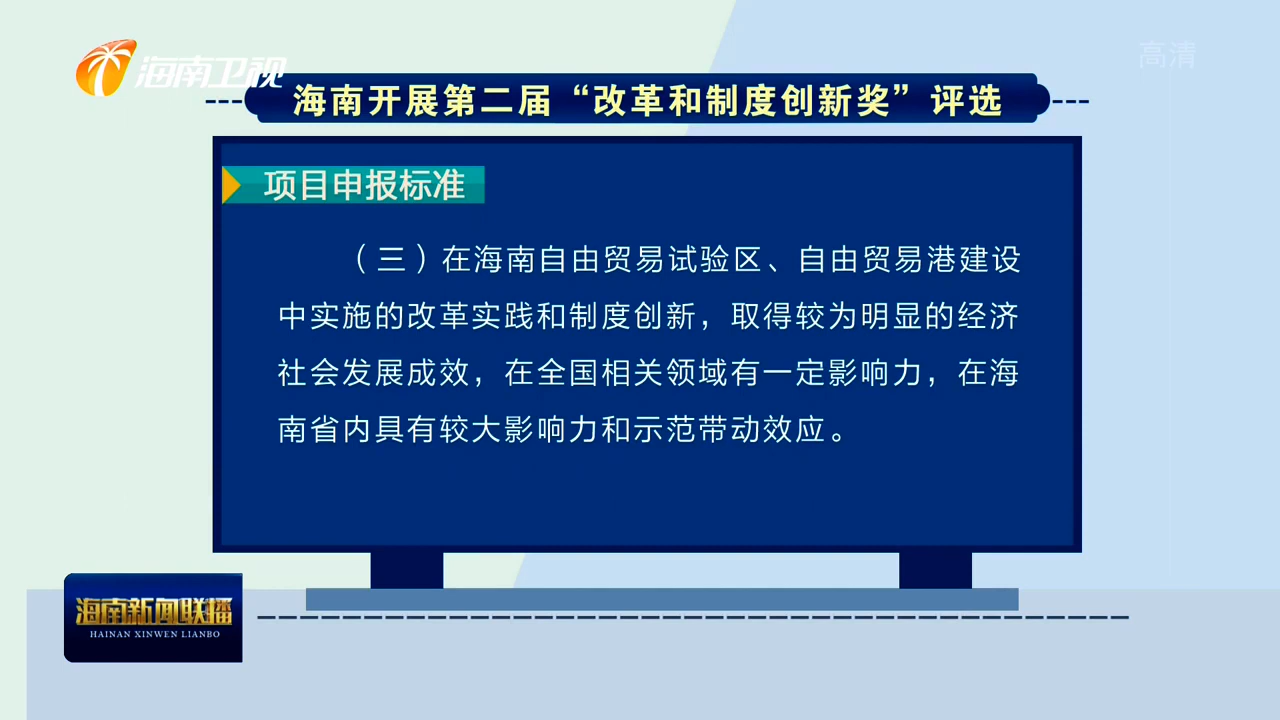 海南卫视
高清
海南开展第二届“改革和制度创新奖”评选
项目申报标准
（三）在海南自由贸易试验区、自由贸易港建设
中实施的改革实践和制度创新，取得较为明显的经济
社会发展成效，在全国相关领域有一定影响力，在海
南省内具有较大影响力和示范带动效应。
海南新闻联播
HAINAN XINWEN LIANBO